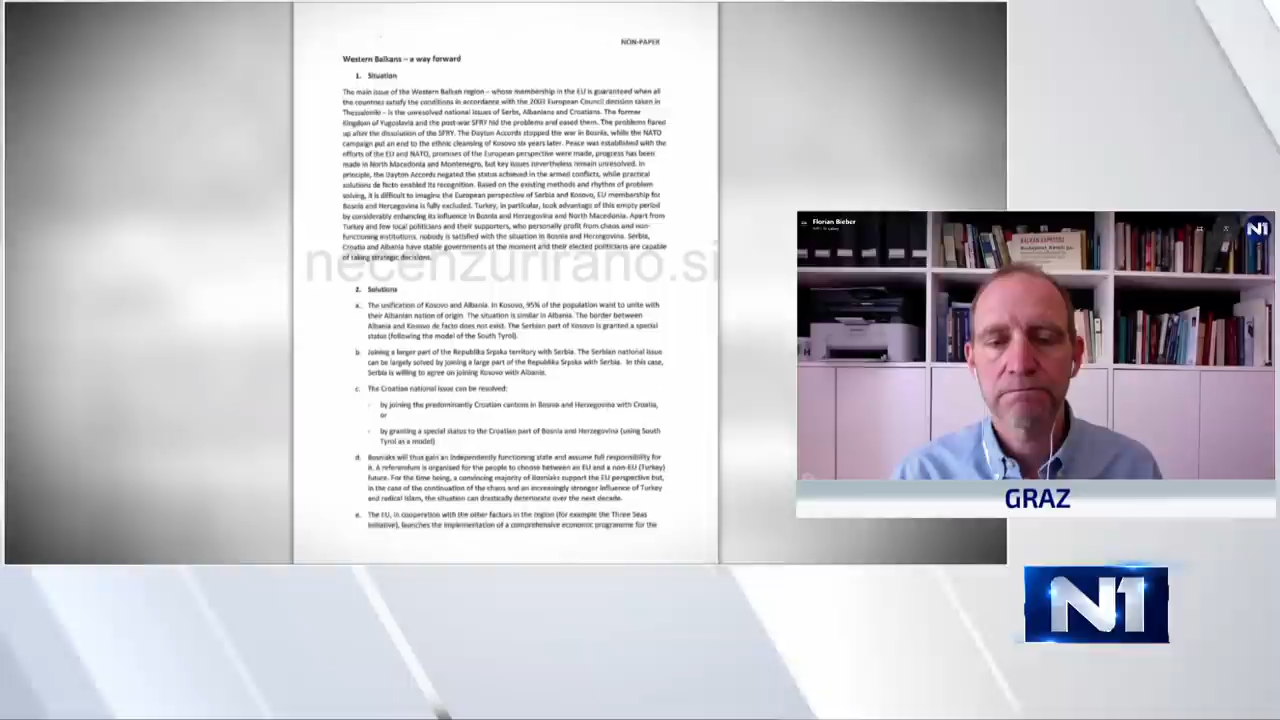 NON-PAPER
Western Balkans – a way forward
1. Situation
The main issue of the Western Balkan region – whose membership in the EU is guaranteed when all
the countries satisfy the conditions in accordance with the 2003 European Council decision taken in
Thessaloniki – is the unresolved national issues of Serbs, Albanians and Croatians. The former
Kingdom of Yugoslavia and the post-war SFRY hid the problems and eased them. The problems flared
up after the dissolution of the SFRY. The Dayton Accords stopped the war in Bosnia, while the NATO
campaign put an end to the ethnic cleansing of Kosovo six years later. Peace was established with the
efforts of the EU and NATO, promises of the European perspective were made, progress has been
made in North Macedonia and Montenegro, but key issues nevertheless remain unresolved. In
principle, the Dayton Accords negated the status achieved in the armed conflicts, while practical
solutions de facto enabled its recognition. Based on the existing methods and rhythm of problem
solving, it is difficult to imagine the European perspective of Serbia and Kosovo, EU membership for
Bosnia and Herzegovina is fully excluded. Turkey, in particular, took advantage of this empty period
by considerably enhancing its influence in Bosnia and Herzegovina and North Macedonia. Apart from
Turkey and few local politicians and their supporters, who personally profit from chaos and non-
functioning institutions, nobody is satisfied with the situation in Bosnia and Herzegovina. Serbia,
Croatia and Albania have stable governments at the moment and their elected politicians are capable
of taking strategic decisions.
necenzurirano.si
2. Solutions
a. The unification of Kosovo and Albania. In Kosovo, 95% of the population want to unite with
their Albanian nation of origin. The situation is similar in Albania. The border between
Albania and Kosovo de facto does not exist. The Serbian part of Kosovo is granted a special
status (following the model of the South Tyrol).
b. Joining a larger part of the Republika Srpska territory with Serbia. The Serbian national issue
can be largely solved by joining a large part of the Republika Srpska with Serbia. In this case,
Serbia is willing to agree on joining Kosovo with Albania.
c. The Croatian national issue can be resolved:
- by joining the predominantly Croatian cantons in Bosnia and Herzegovina with Croatia,
or
- by granting a special status to the Croatian part of Bosnia and Herzegovina (using South
Tyrol as a model)
d. Bosniaks will thus gain an independently functioning state and assume full responsibility for
it. A referendum is organised for the people to choose between an EU and a non-EU (Turkey)
future. For the time being, a convincing majority of Bosniaks support the EU perspective but,
in the case of the continuation of the chaos and an increasingly stronger influence of Turkey
and radical Islam, the situation can drastically deteriorate over the next decade.
e. The EU, in cooperation with the other factors in the region (for example the Three Seas
Initiative), launches the implementation of a comprehensive economic programme for the
Florian Bieber
N1
GRAZ
N1